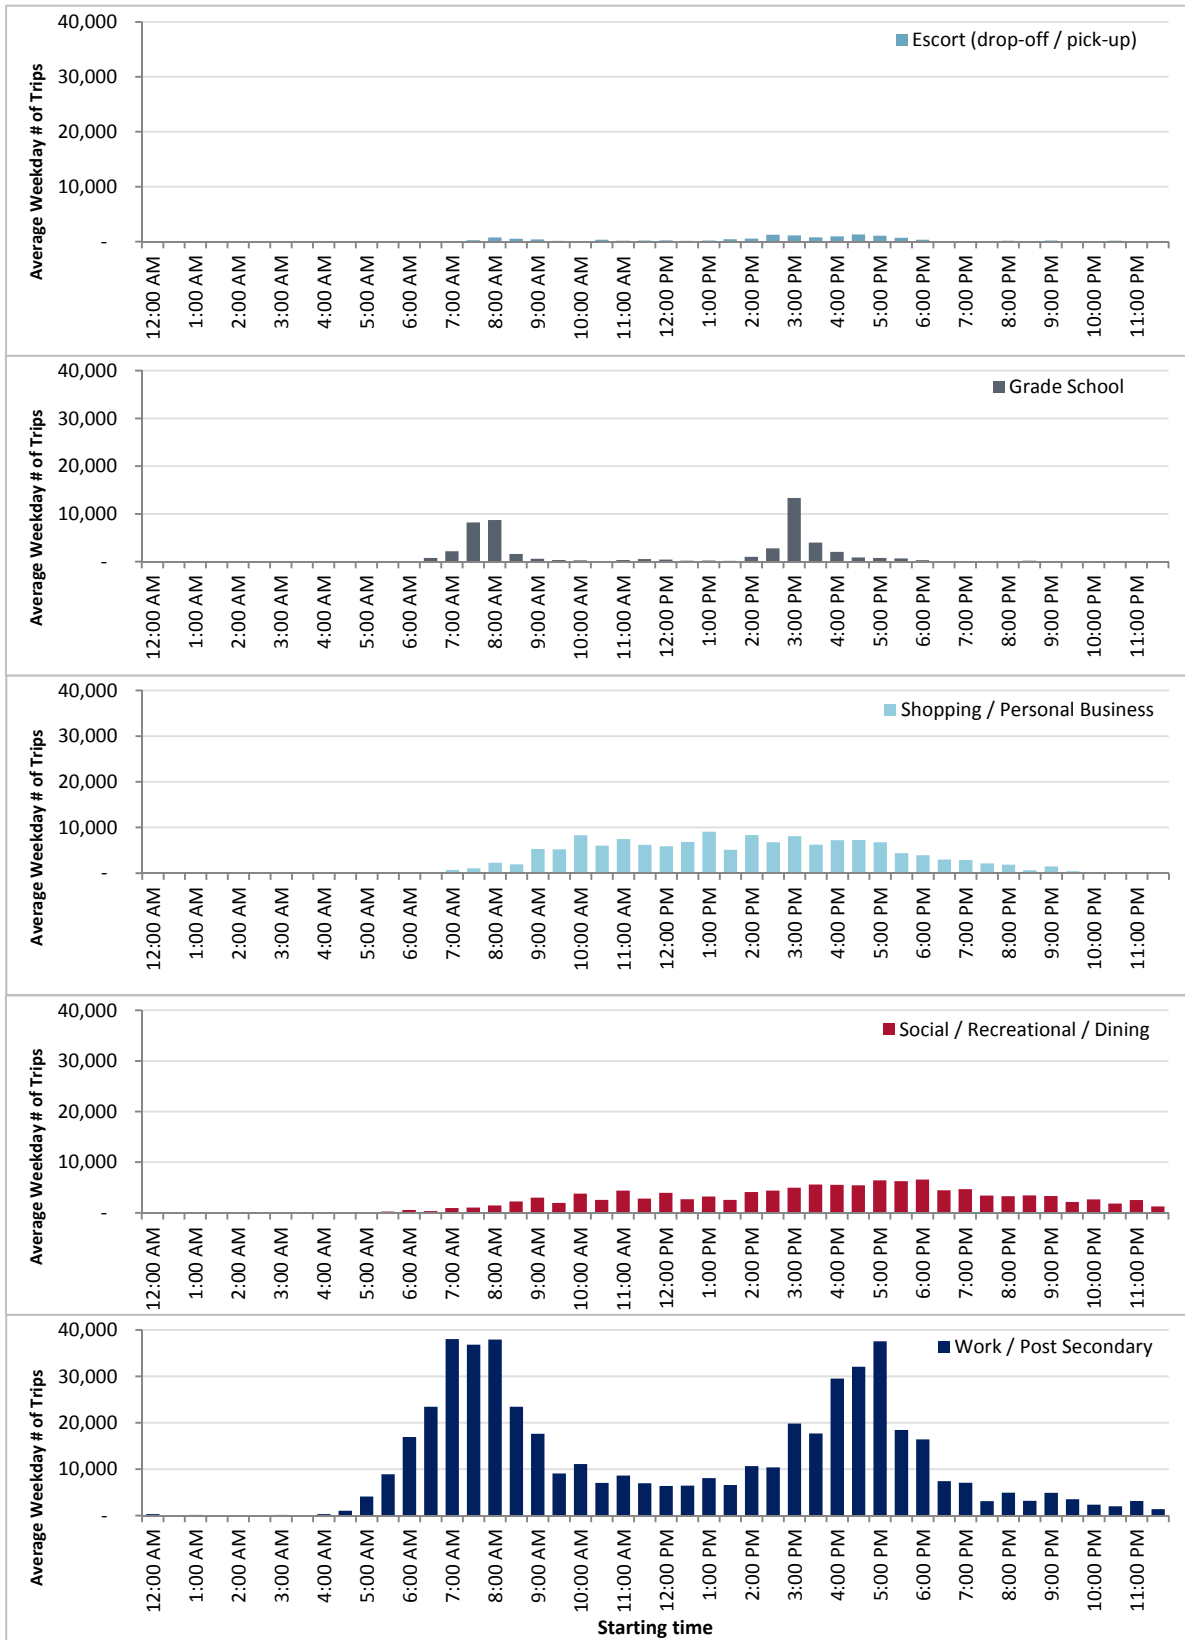 Average Weekday # of Trips
40,000
30,000
20,000
10,000
-
Escort (drop-off / pick-up)
12:00 AM
1:00 AM
2:00 AM
3:00 AM
4:00 AM
5:00 AM
6:00 AM
7:00 AM
8:00 AM
9:00 AM
10:00 AM
11:00 AM
12:00 PM
1:00 PM
2:00 PM
3:00 PM
4:00 PM
5:00 PM
6:00 PM
7:00 PM
8:00 PM
9:00 PM
10:00 PM
11:00 PM
Average Weekday # of Trips
40,000
30,000
20,000
10,000
-
Grade School
12:00 AM
1:00 AM
2:00 AM
3:00 AM
4:00 AM
5:00 AM
6:00 AM
7:00 AM
8:00 AM
9:00 AM
10:00 AM
11:00 AM
12:00 PM
1:00 PM
2:00 PM
3:00 PM
4:00 PM
5:00 PM
6:00 PM
7:00 PM
8:00 PM
9:00 PM
10:00 PM
11:00 PM
Average Weekday # of Trips
40,000
30,000
20,000
10,000
-
Shopping / Personal Business
12:00 AM
1:00 AM
2:00 AM
3:00 AM
4:00 AM
5:00 AM
6:00 AM
7:00 AM
8:00 AM
9:00 AM
10:00 AM
11:00 AM
12:00 PM
1:00 PM
2:00 PM
3:00 PM
4:00 PM
5:00 PM
6:00 PM
7:00 PM
8:00 PM
9:00 PM
10:00 PM
11:00 PM
Average Weekday # of Trips
40,000
30,000
20,000
10,000
-
Social / Recreational / Dining
12:00 AM
1:00 AM
2:00 AM
3:00 AM
4:00 AM
5:00 AM
6:00 AM
7:00 AM
8:00 AM
9:00 AM
10:00 AM
11:00 AM
12:00 PM
1:00 PM
2:00 PM
3:00 PM
4:00 PM
5:00 PM
6:00 PM
7:00 PM
8:00 PM
9:00 PM
10:00 PM
11:00 PM
Average Weekday # of Trips
40,000
30,000
20,000
10,000
-
Work / Post Secondary
12:00 AM
1:00 AM
2:00 AM
3:00 AM
4:00 AM
5:00 AM
6:00 AM
7:00 AM
8:00 AM
9:00 AM
10:00 AM
11:00 AM
12:00 PM
1:00 PM
2:00 PM
3:00 PM
4:00 PM
5:00 PM
6:00 PM
7:00 PM
8:00 PM
9:00 PM
10:00 PM
11:00 PM
Starting time